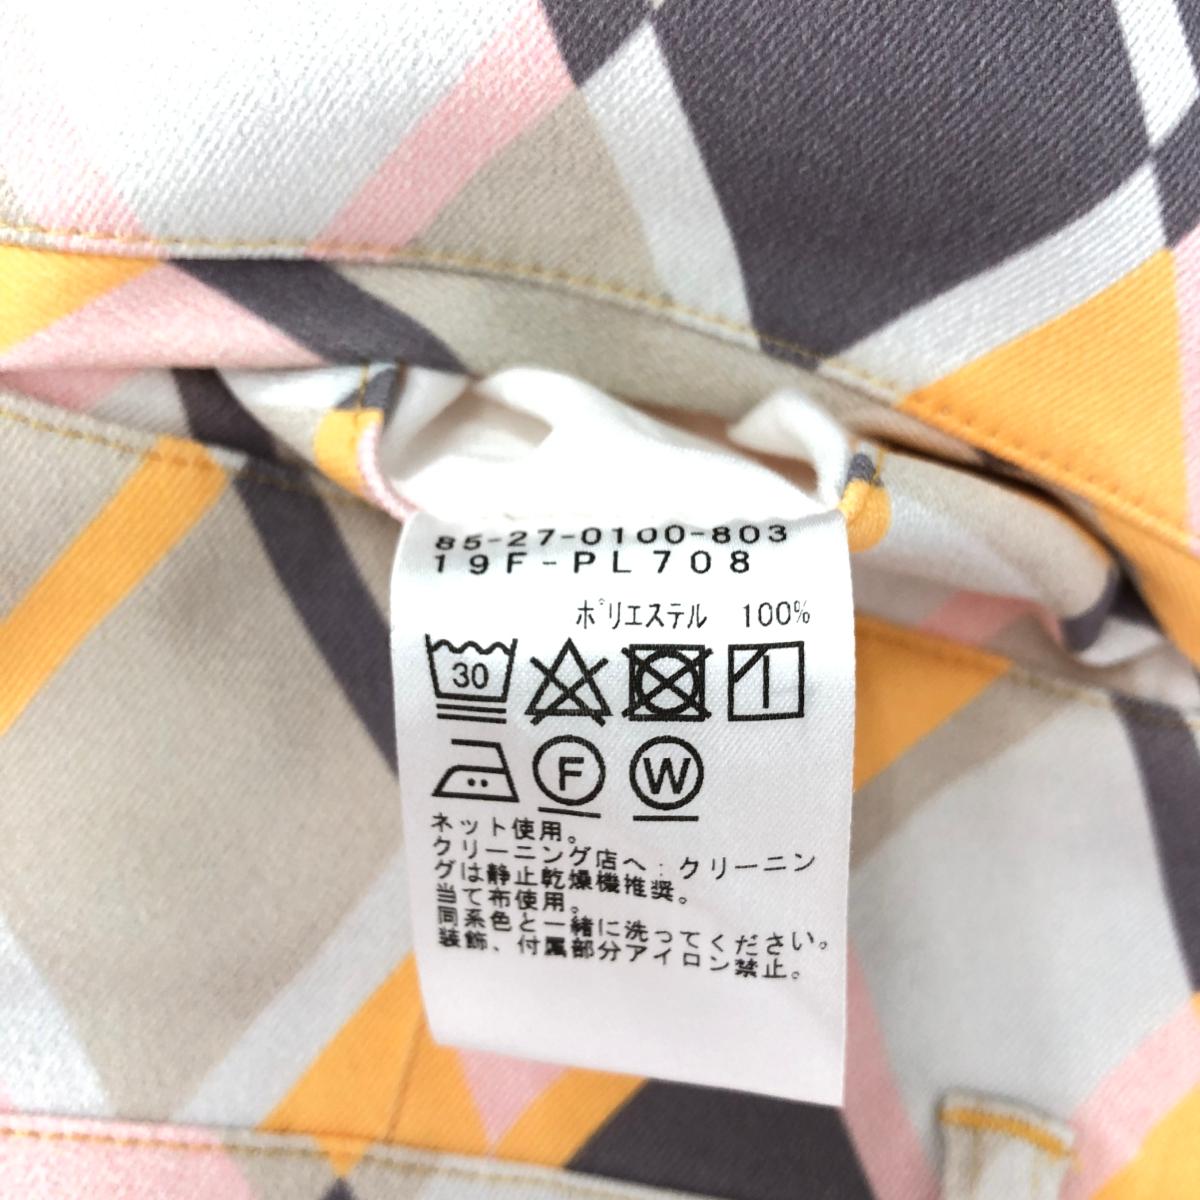 85-27-0100-803
19F-PL708
ポリエステル 100%
30
F W
ネット使用。
クリーニング店へ:クリーニン
グは静止乾燥機推奨。
当て布使用。
同系色と一緒に洗ってください。
装飾、付属部分アイロン禁止。